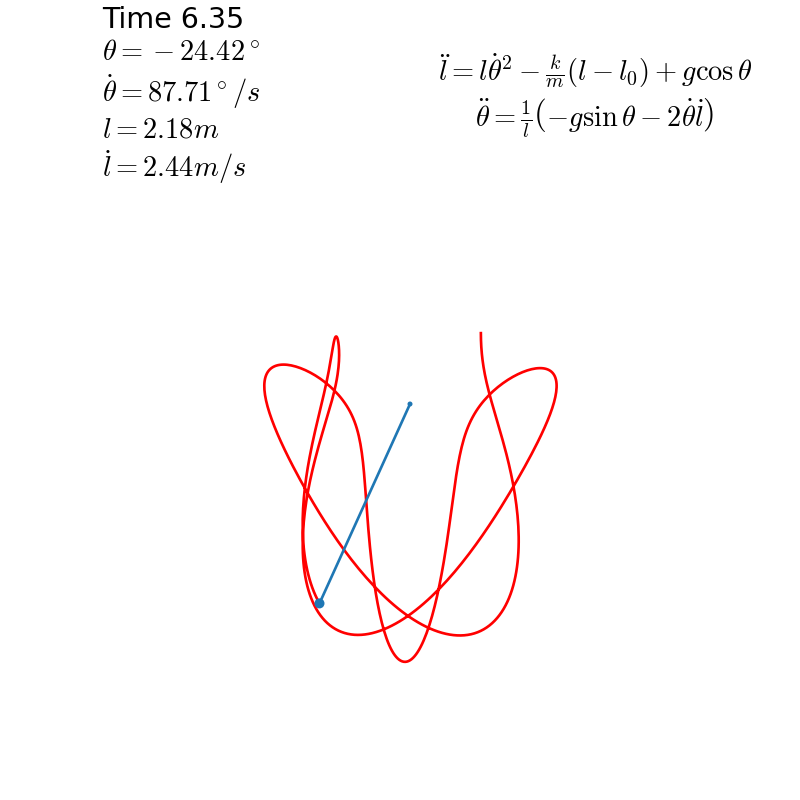 Time 6.35
θ = −24.42°
θ̇ = 87.71°/s
l = 2.18m
l̇ = 2.44m/s
l̈ = lθ̇² − k/m(l − l₀) + g cos θ
θ̈ = 1/l(−g sin θ − 2θ̇l̇)